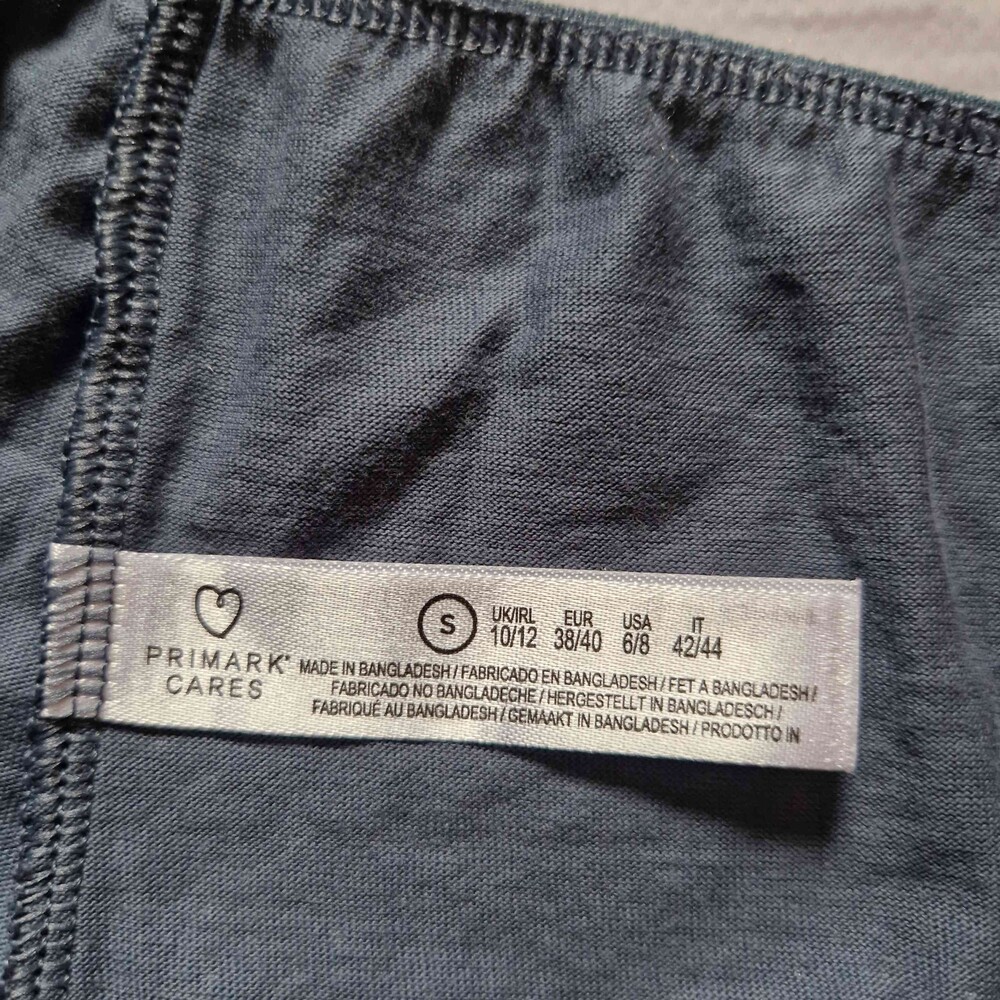 PRIMARK®
CARES
S
UK/IRL EUR USA IT
10/12 38/40 6/8 42/44
MADE IN BANGLADESH / FABRICADO EN BANGLADESH / FET A BANGLADESH /
FABRICADO NO BANGLADECHE / HERGESTELLT IN BANGLADESCH /
FABRIQUÉ AU BANGLADESH / GEMAAKT IN BANGLADESH / PRODOTTO IN